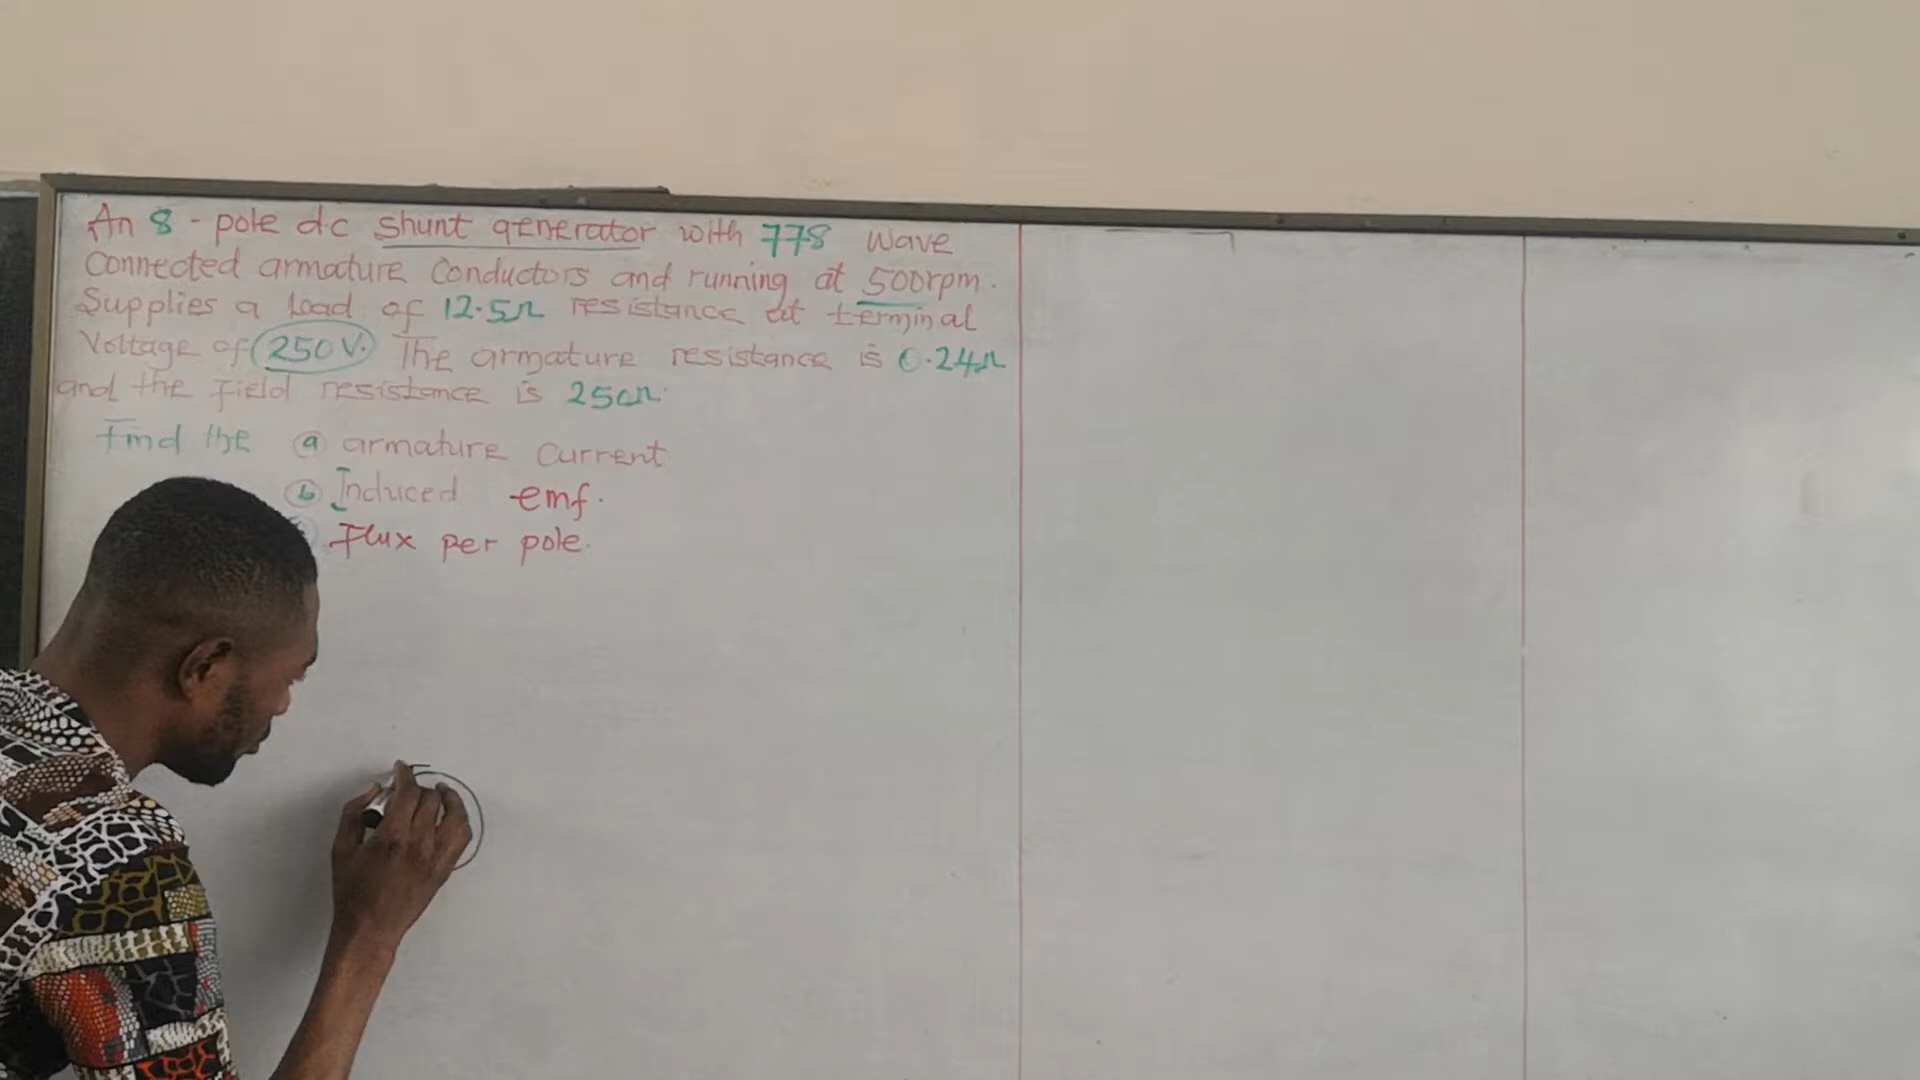 An 8-pole d.c shunt generator with 778 wave
Connected armature conductors and running at 500rpm.
Supplies a load of 12.5Ω resistance at terminal
Voltage of 250V. The armature resistance is 0.24Ω
and the field resistance is 250Ω.
Find the (a) armature current
(b) Induced emf.
Flux per pole.